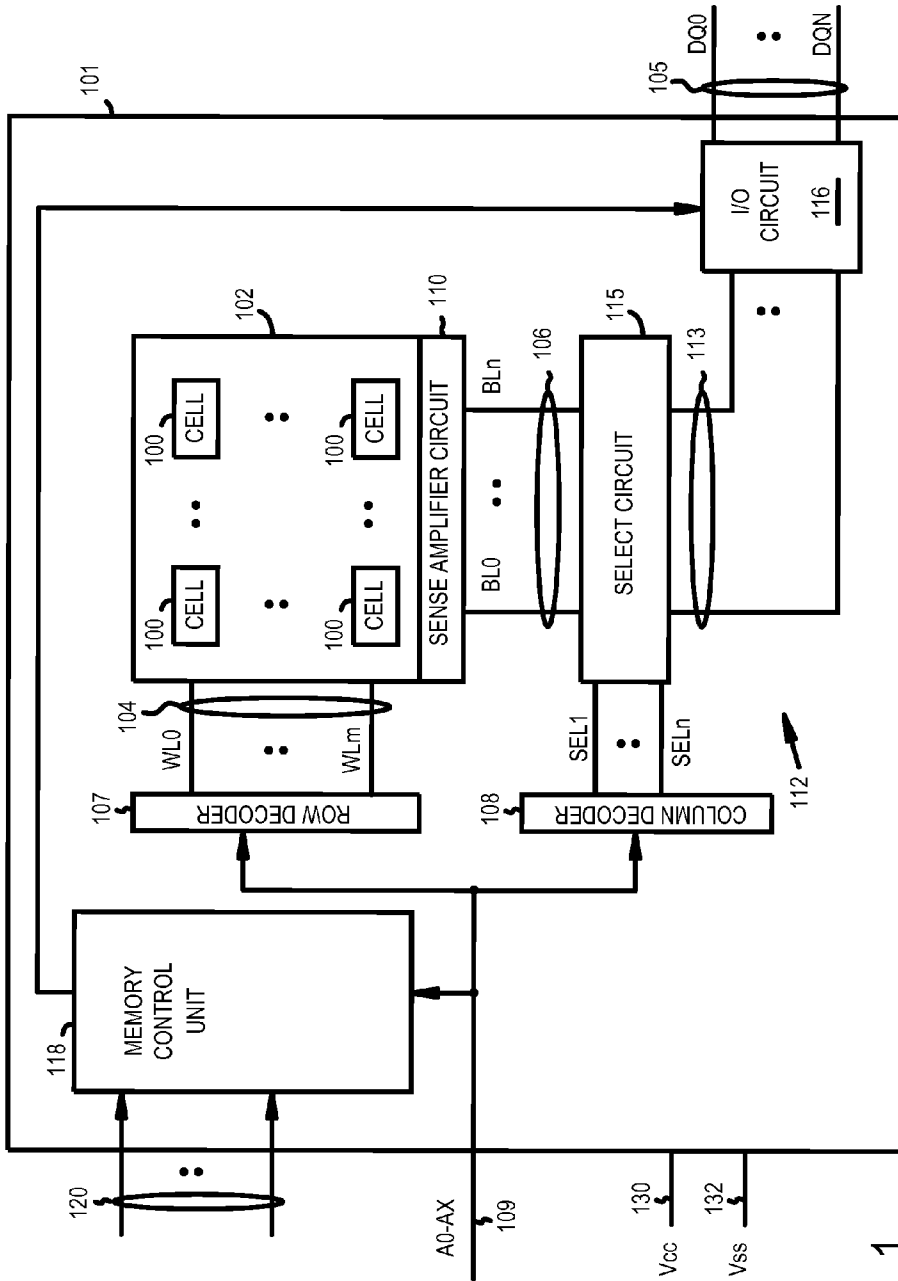 101
120
118
MEMORY
CONTROL
UNIT
A0-AX
109
130
Vcc
132
Vss
107
ROW DECODER
WL0
104
WLm
102
100
CELL
100
CELL
100
CELL
100
CELL
SENSE AMPLIFIER CIRCUIT
110
BL0
BLn
106
108
COLUMN DECODER
SEL1
SELn
SELECT CIRCUIT
115
113
112
I/O
CIRCUIT
116
105
DQ0
DQN
1